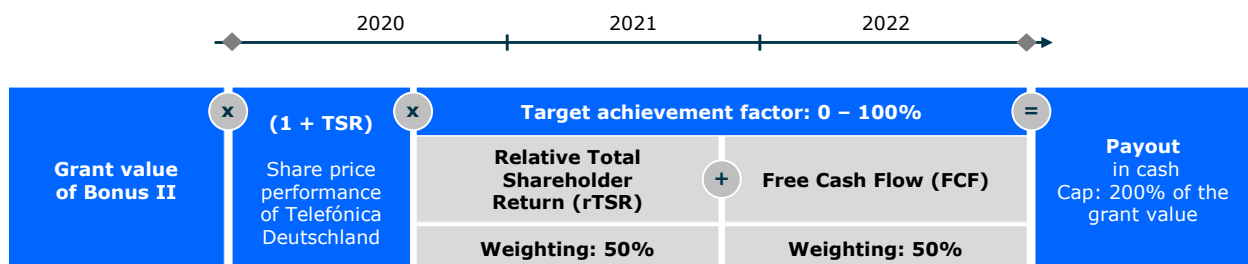 2020
2021
2022
x
x
=
Grant value
of Bonus II
(1 + TSR)
Share price
performance
of Telefónica
Deutschland
Target achievement factor: 0 – 100%
Relative Total
Shareholder
Return (rTSR)
+
Free Cash Flow (FCF)
Weighting: 50%
Weighting: 50%
Payout
in cash
Cap: 200% of the
grant value